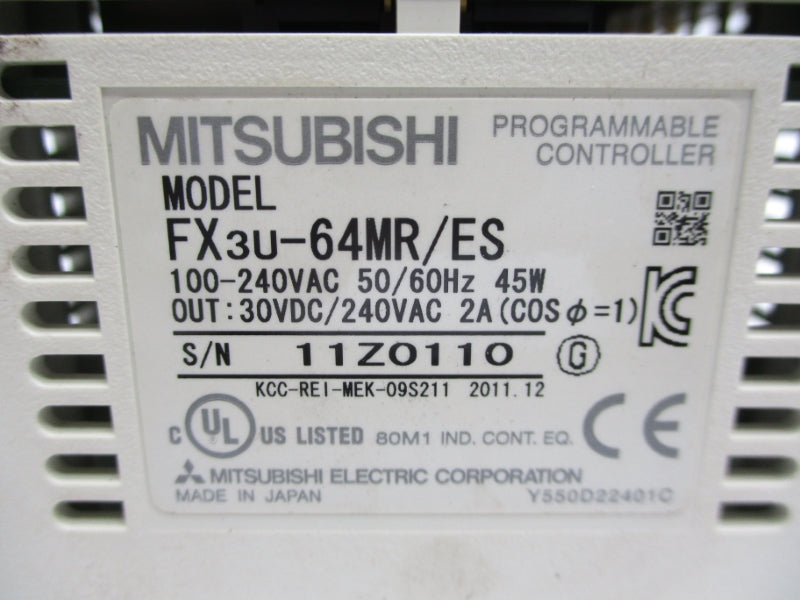 MITSUBISHI PROGRAMMABLE CONTROLLER
MODEL
FX3U-64MR/ES
100-240VAC 50/60Hz 45W
OUT:30VDC/240VAC 2A(COSφ=1)
S/N 11Z0110 G
KCC-REI-MEK-09S211 2011.12
C UL US LISTED 80M1 IND. CONT. EQ. CE
MITSUBISHI ELECTRIC CORPORATION
MADE IN JAPAN Y550D22401C